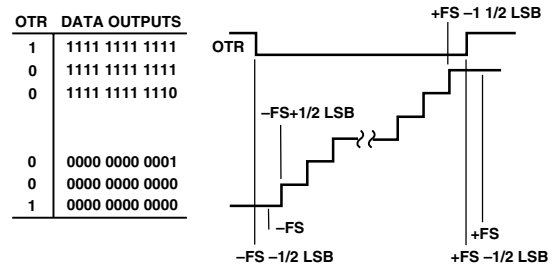 OTR DATA OUTPUTS
1 1111 1111 1111
0 1111 1111 1111
0 1111 1111 1110
0 0000 0000 0001
0 0000 0000 0000
1 0000 0000 0000
+FS –1 1/2 LSB
OTR
–FS+1/2 LSB
–FS
+FS
–FS –1/2 LSB
+FS –1/2 LSB